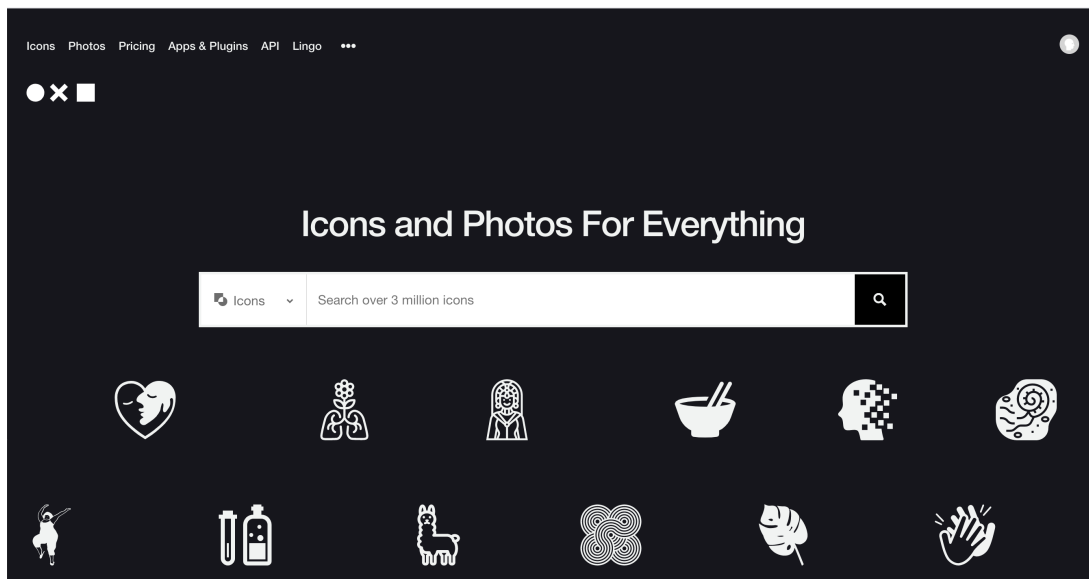 Icons Photos Pricing Apps & Plugins API Lingo •••
Icons and Photos For Everything
Icons Search over 3 million icons